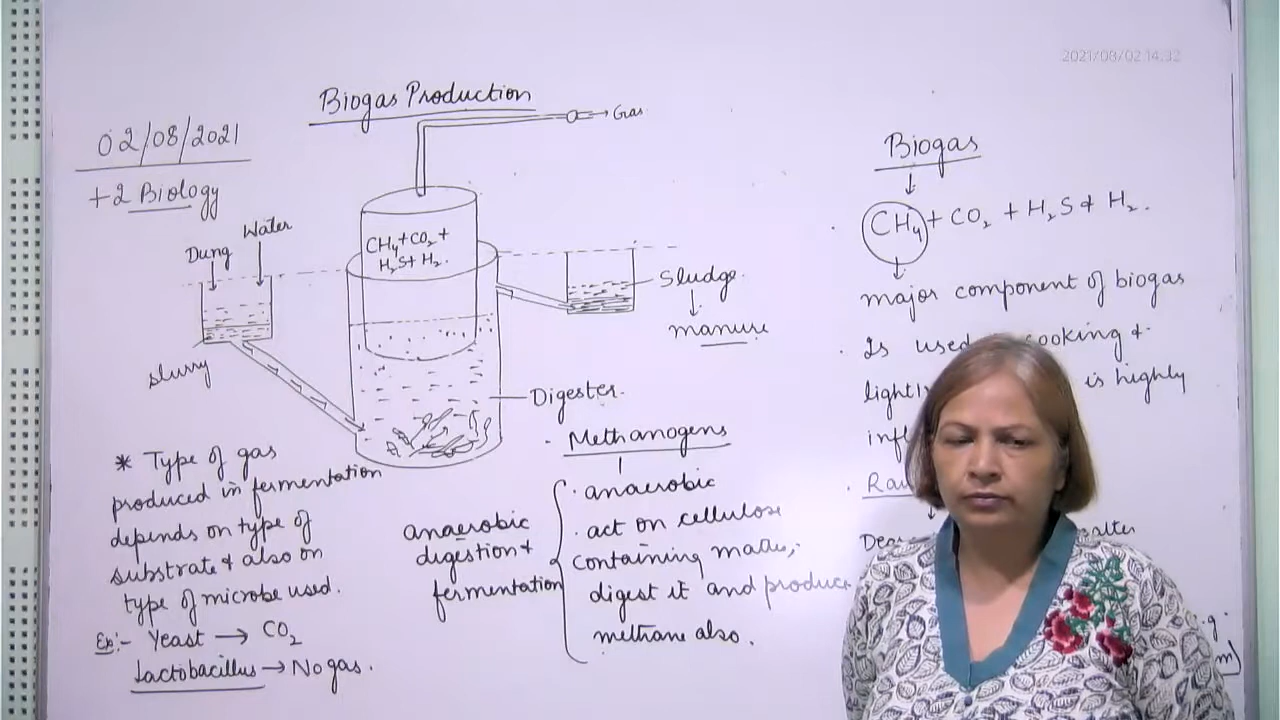 2021/08/02 14:32
Biogas Production
02/08/2021
+2 Biology
Gas
Water
Dung
CH4+CO2+
H2S+H2.
Sludge.
manure
slurry
Digester.
* Type of gas
produced in fermentation
depends on type of
substrate & also on
type of microbe used.
Ex:- Yeast → CO2
Lactobacillus → No gas.
anaerobic
digestion &
fermentation
· Methanogens
· anaerobic
· act on cellulose
containing matter,
digest it and produce
methane also.
Biogas
CH4 + CO2 + H2S & H2.
major component of biogas
· Is used cooking &
is highly